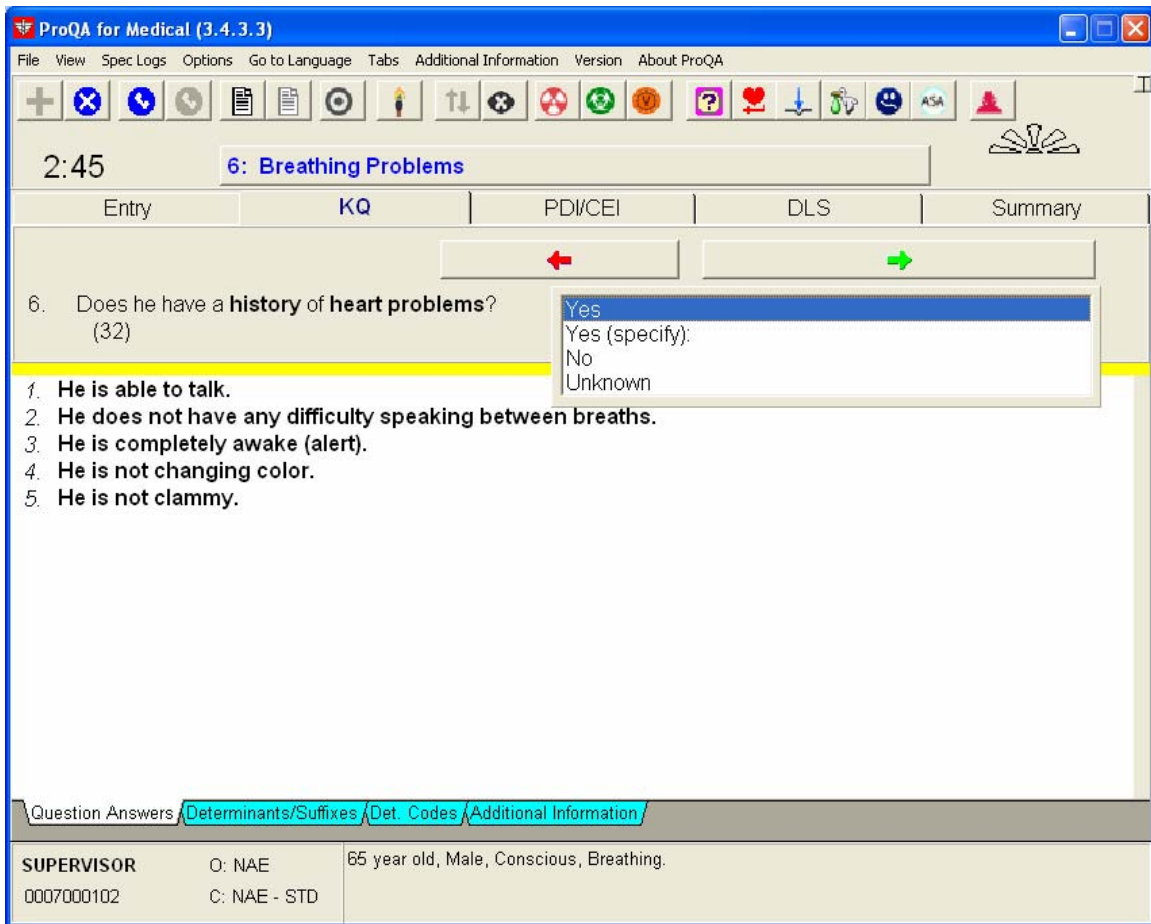 ProQA for Medical (3.4.3.3)
File View Spec Logs Options Go to Language Tabs Additional Information Version About ProQA
? V ASA
2:45
6: Breathing Problems
Entry KQ PDI/CEI DLS Summary
6. Does he have a history of heart problems?
(32)
Yes
Yes (specify):
No
Unknown
1. He is able to talk.
2. He does not have any difficulty speaking between breaths.
3. He is completely awake (alert).
4. He is not changing color.
5. He is not clammy.
Question Answers Determinants/Suffixes Det. Codes Additional Information
SUPERVISOR O: NAE 65 year old, Male, Conscious, Breathing.
0007000102 C: NAE - STD